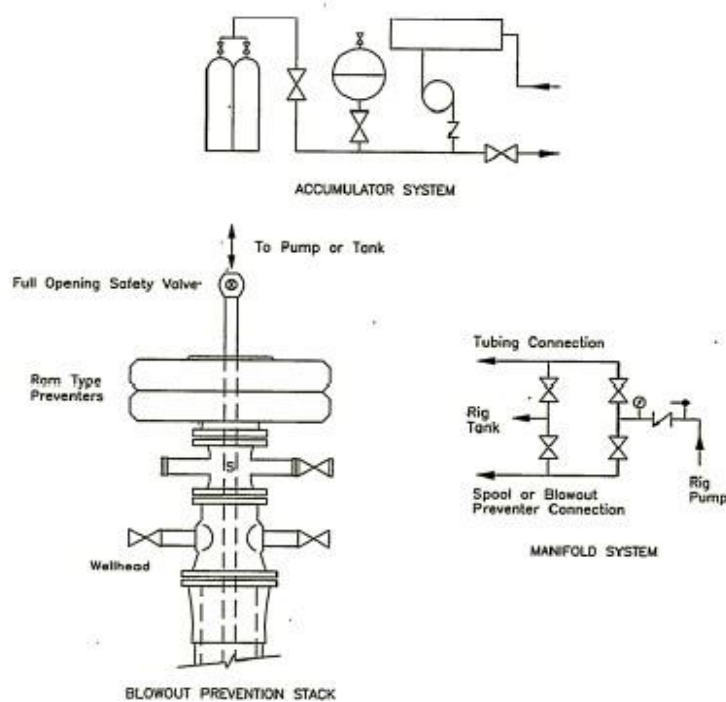 ACCUMULATOR SYSTEM
To Pump or Tank
Full Opening Safety Valve
Ram Type
Preventers
S
Wellhead
BLOWOUT PREVENTION STACK
Tubing Connection
Rig
Tank
Spool or Blowout
Preventer Connection
Rig
Pump
MANIFOLD SYSTEM